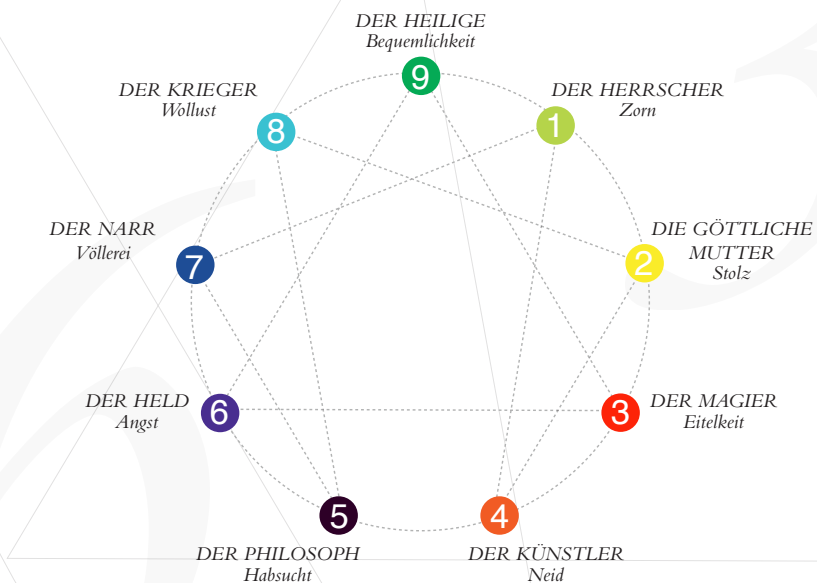 DER HEILIGE
Bequemlichkeit
9
DER KRIEGER
Wollust
8
DER HERRSCHER
Zorn
1
DER NARR
Völlerei
7
DIE GÖTTLICHE
MUTTER
Stolz
2
DER HELD
Angst
6
DER MAGIER
Eitelkeit
3
5
DER PHILOSOPH
Habsucht
4
DER KÜNSTLER
Neid